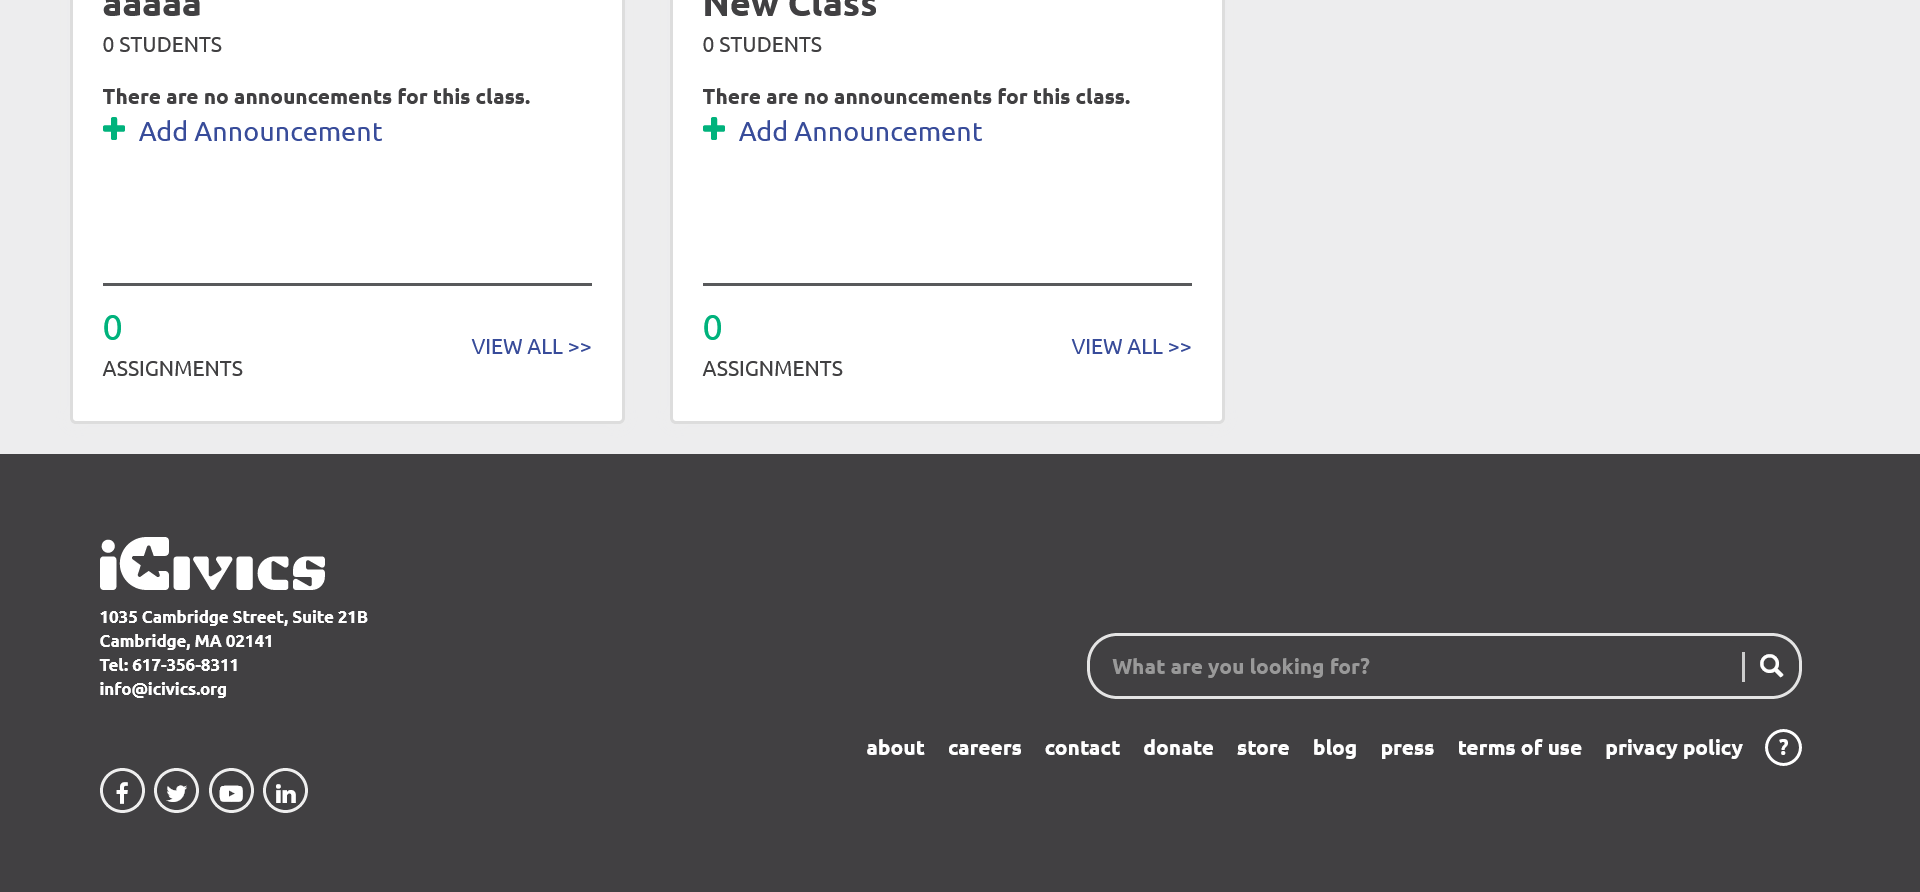 aaaaa
0 STUDENTS
There are no announcements for this class.
Add Announcement
0
ASSIGNMENTS
VIEW ALL >>
New Class
0 STUDENTS
There are no announcements for this class.
Add Announcement
0
ASSIGNMENTS
VIEW ALL >>
iCivics
1035 Cambridge Street, Suite 21B
Cambridge, MA 02141
Tel: 617-356-8311
info@icivics.org
What are you looking for?
about careers contact donate store blog press terms of use privacy policy ?